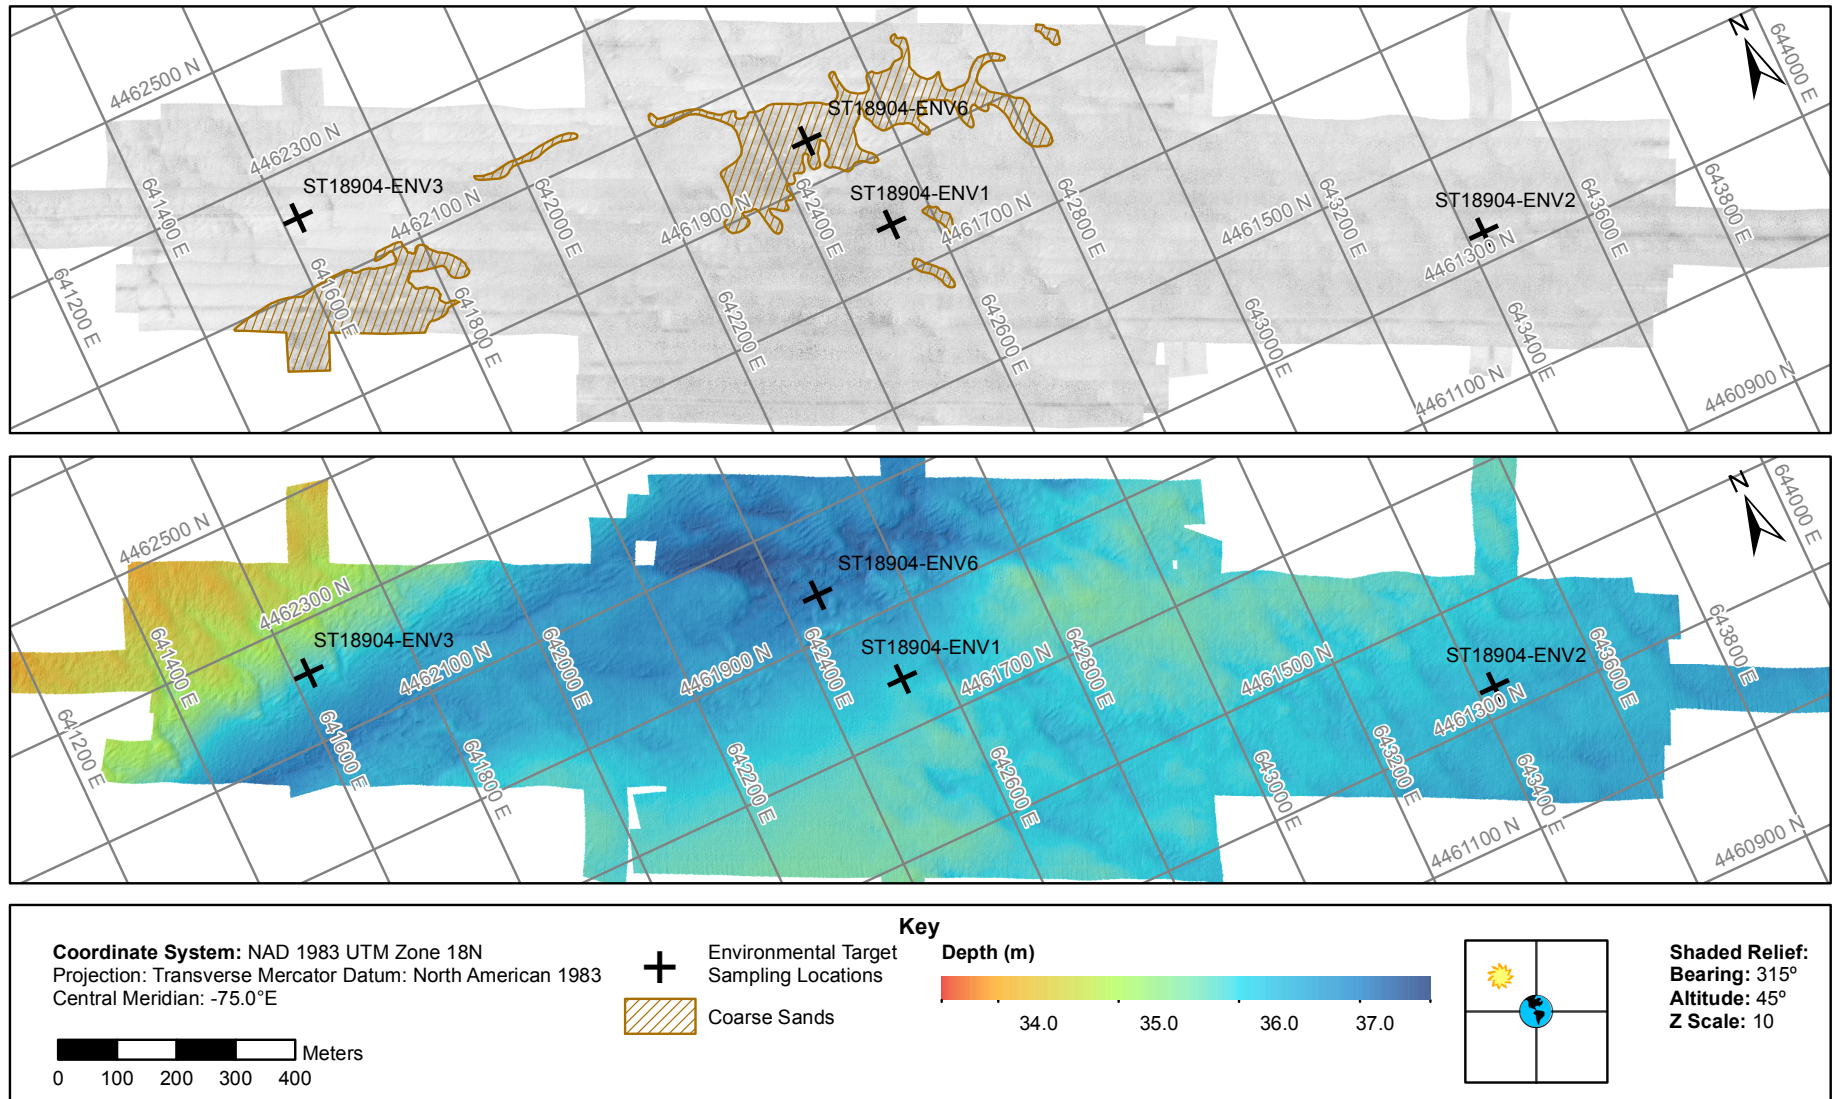 N
644000 E
4462500 N
ST18904-ENV6
4462300 N
ST18904-ENV3
ST18904-ENV1
ST18904-ENV2
641400 E
4462100 N
642000 E
4461900 N
642400 E
4461700 N
642800 E
4461500 N
643200 E
4461300 N
643600 E
643800 E
641200 E
641600 E
641800 E
642200 E
642600 E
643000 E
643400 E
4461100 N
4460900 N
N
644000 E
4462500 N
ST18904-ENV6
4462300 N
ST18904-ENV3
ST18904-ENV1
ST18904-ENV2
641400 E
4462100 N
642000 E
4461900 N
642400 E
4461700 N
642800 E
4461500 N
643200 E
4461300 N
643600 E
643800 E
641200 E
641600 E
641800 E
642200 E
642600 E
643000 E
643400 E
4461100 N
4460900 N
Key
Coordinate System: NAD 1983 UTM Zone 18N
Projection: Transverse Mercator Datum: North American 1983
Central Meridian: -75.0°E
Meters
0 100 200 300 400
Environmental Target
Sampling Locations
Coarse Sands
Depth (m)
34.0 35.0 36.0 37.0
Shaded Relief:
Bearing: 315º
Altitude: 45º
Z Scale: 10